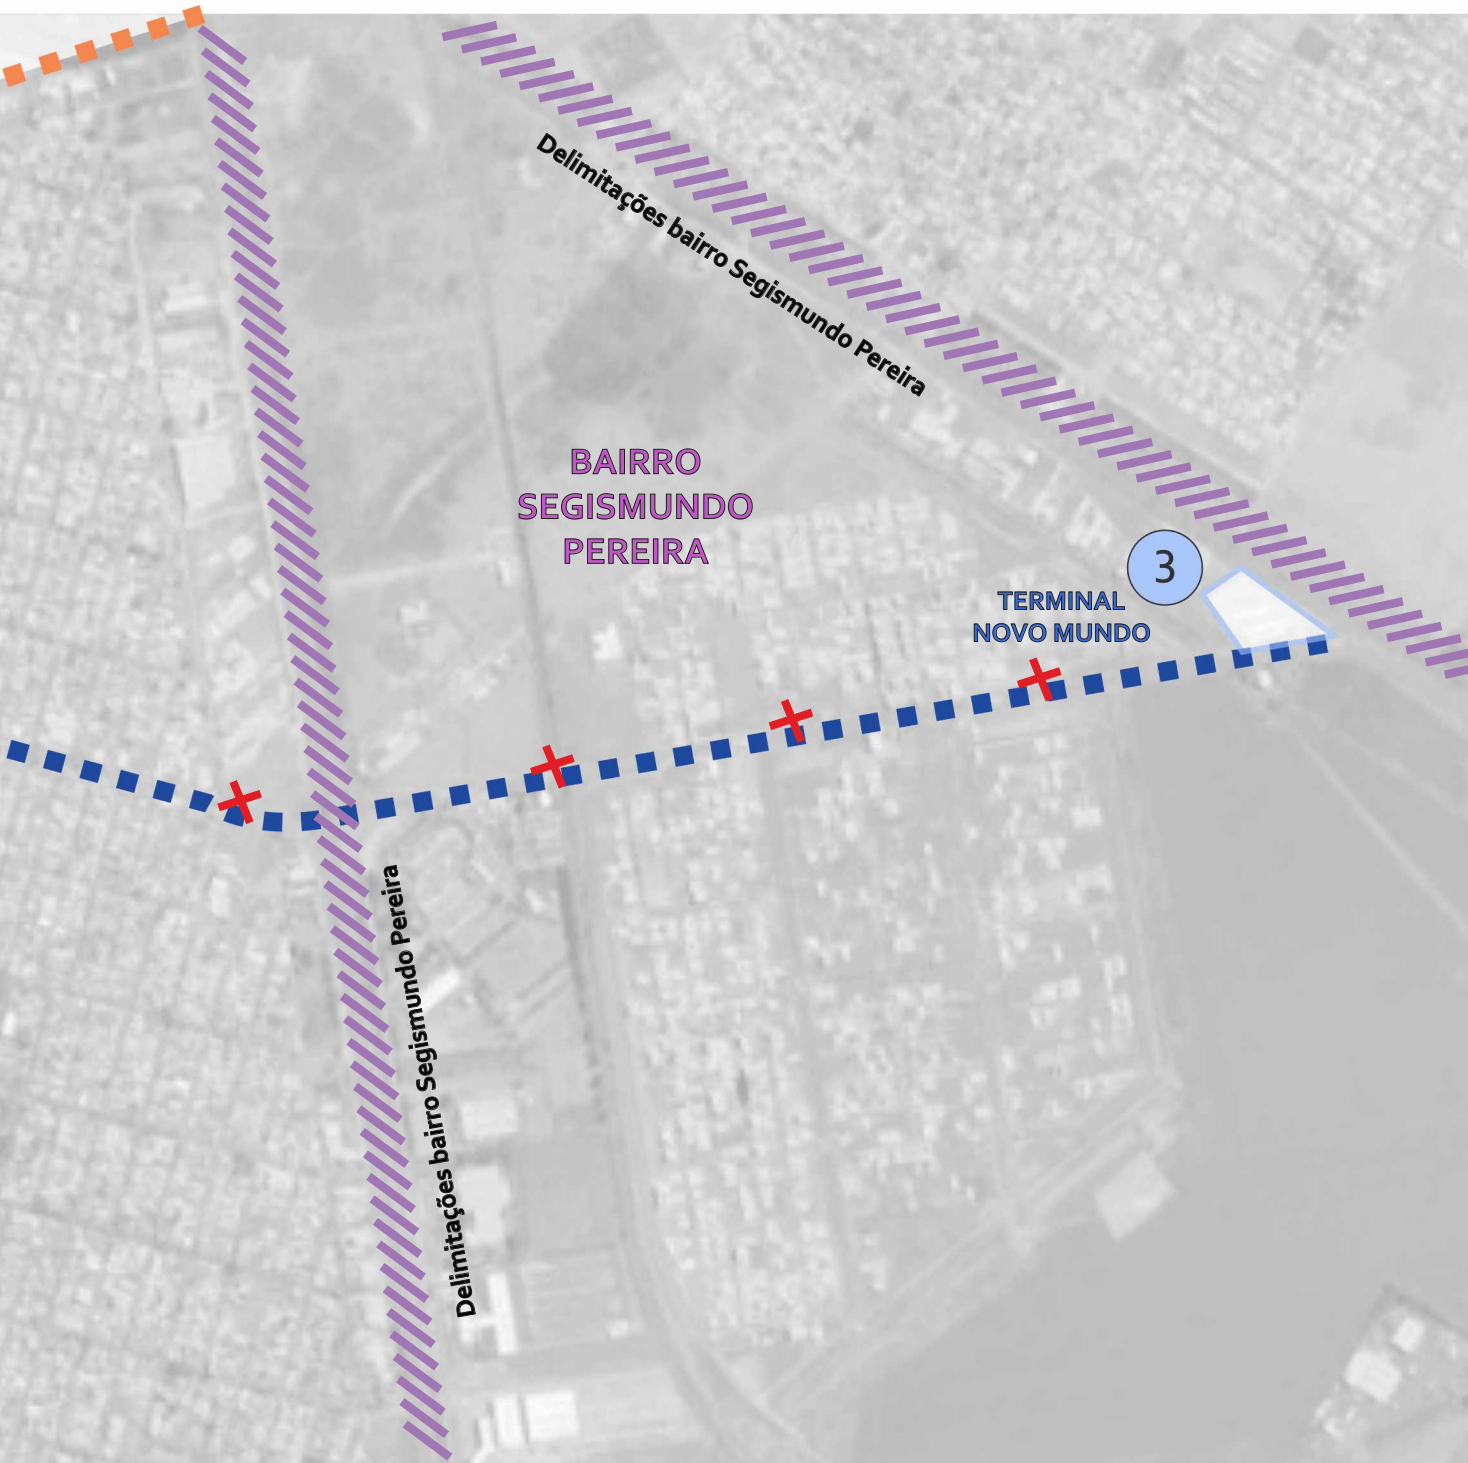 Delimitações bairro Segismundo Pereira
BAIRRO
SEGISMUNDO
PEREIRA
3
TERMINAL
NOVO MUNDO
Delimitações bairro Segismundo Pereira